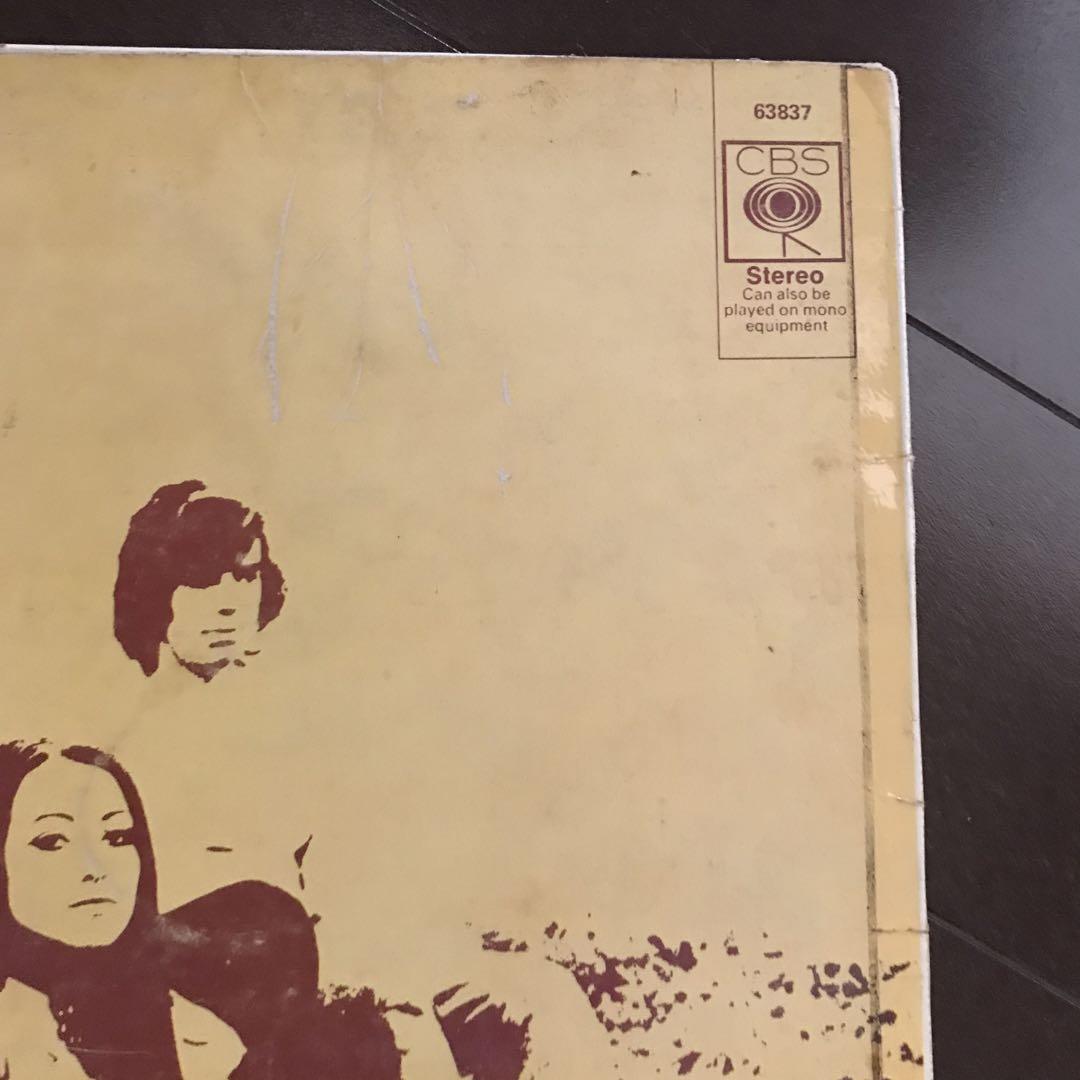 63837
CBS
Stereo
Can also be
played on mono
equipment